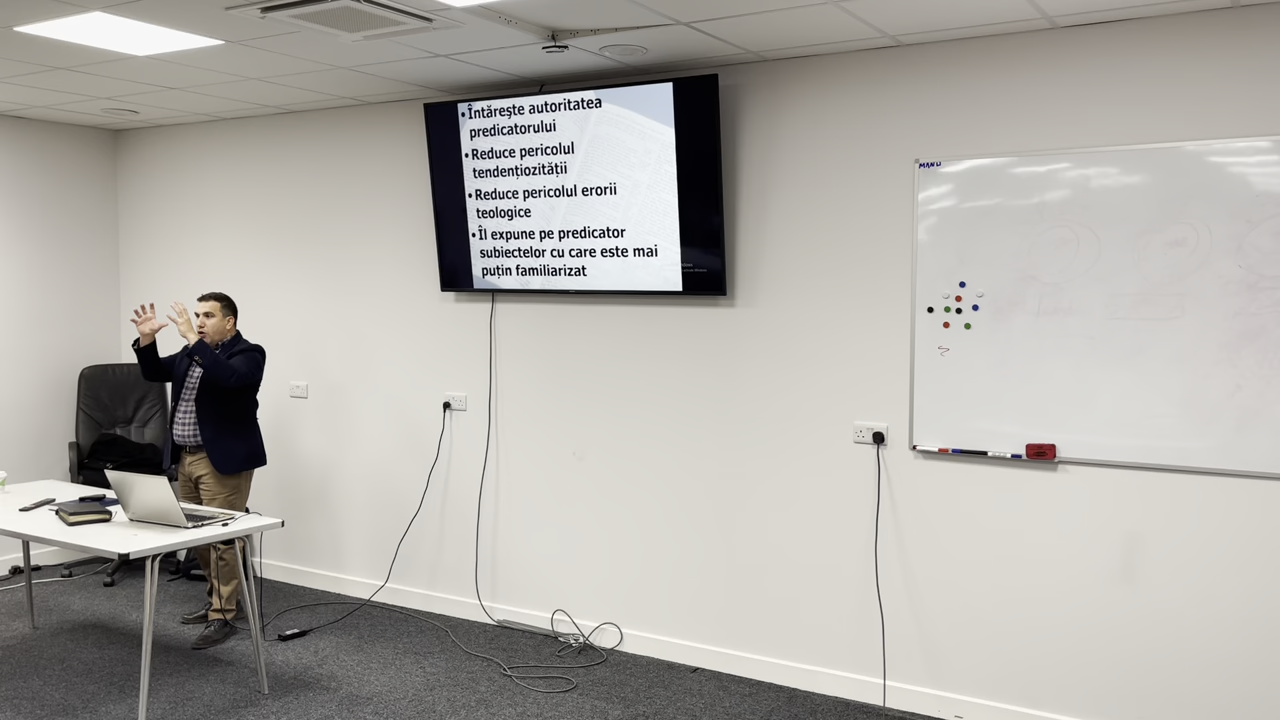 • Întărește autoritatea
predicatorului
• Reduce pericolul
tendențiozității
• Reduce pericolul erorii
teologice
• Îl expune pe predicator
subiectelor cu care este mai
puțin familiarizat
MANU